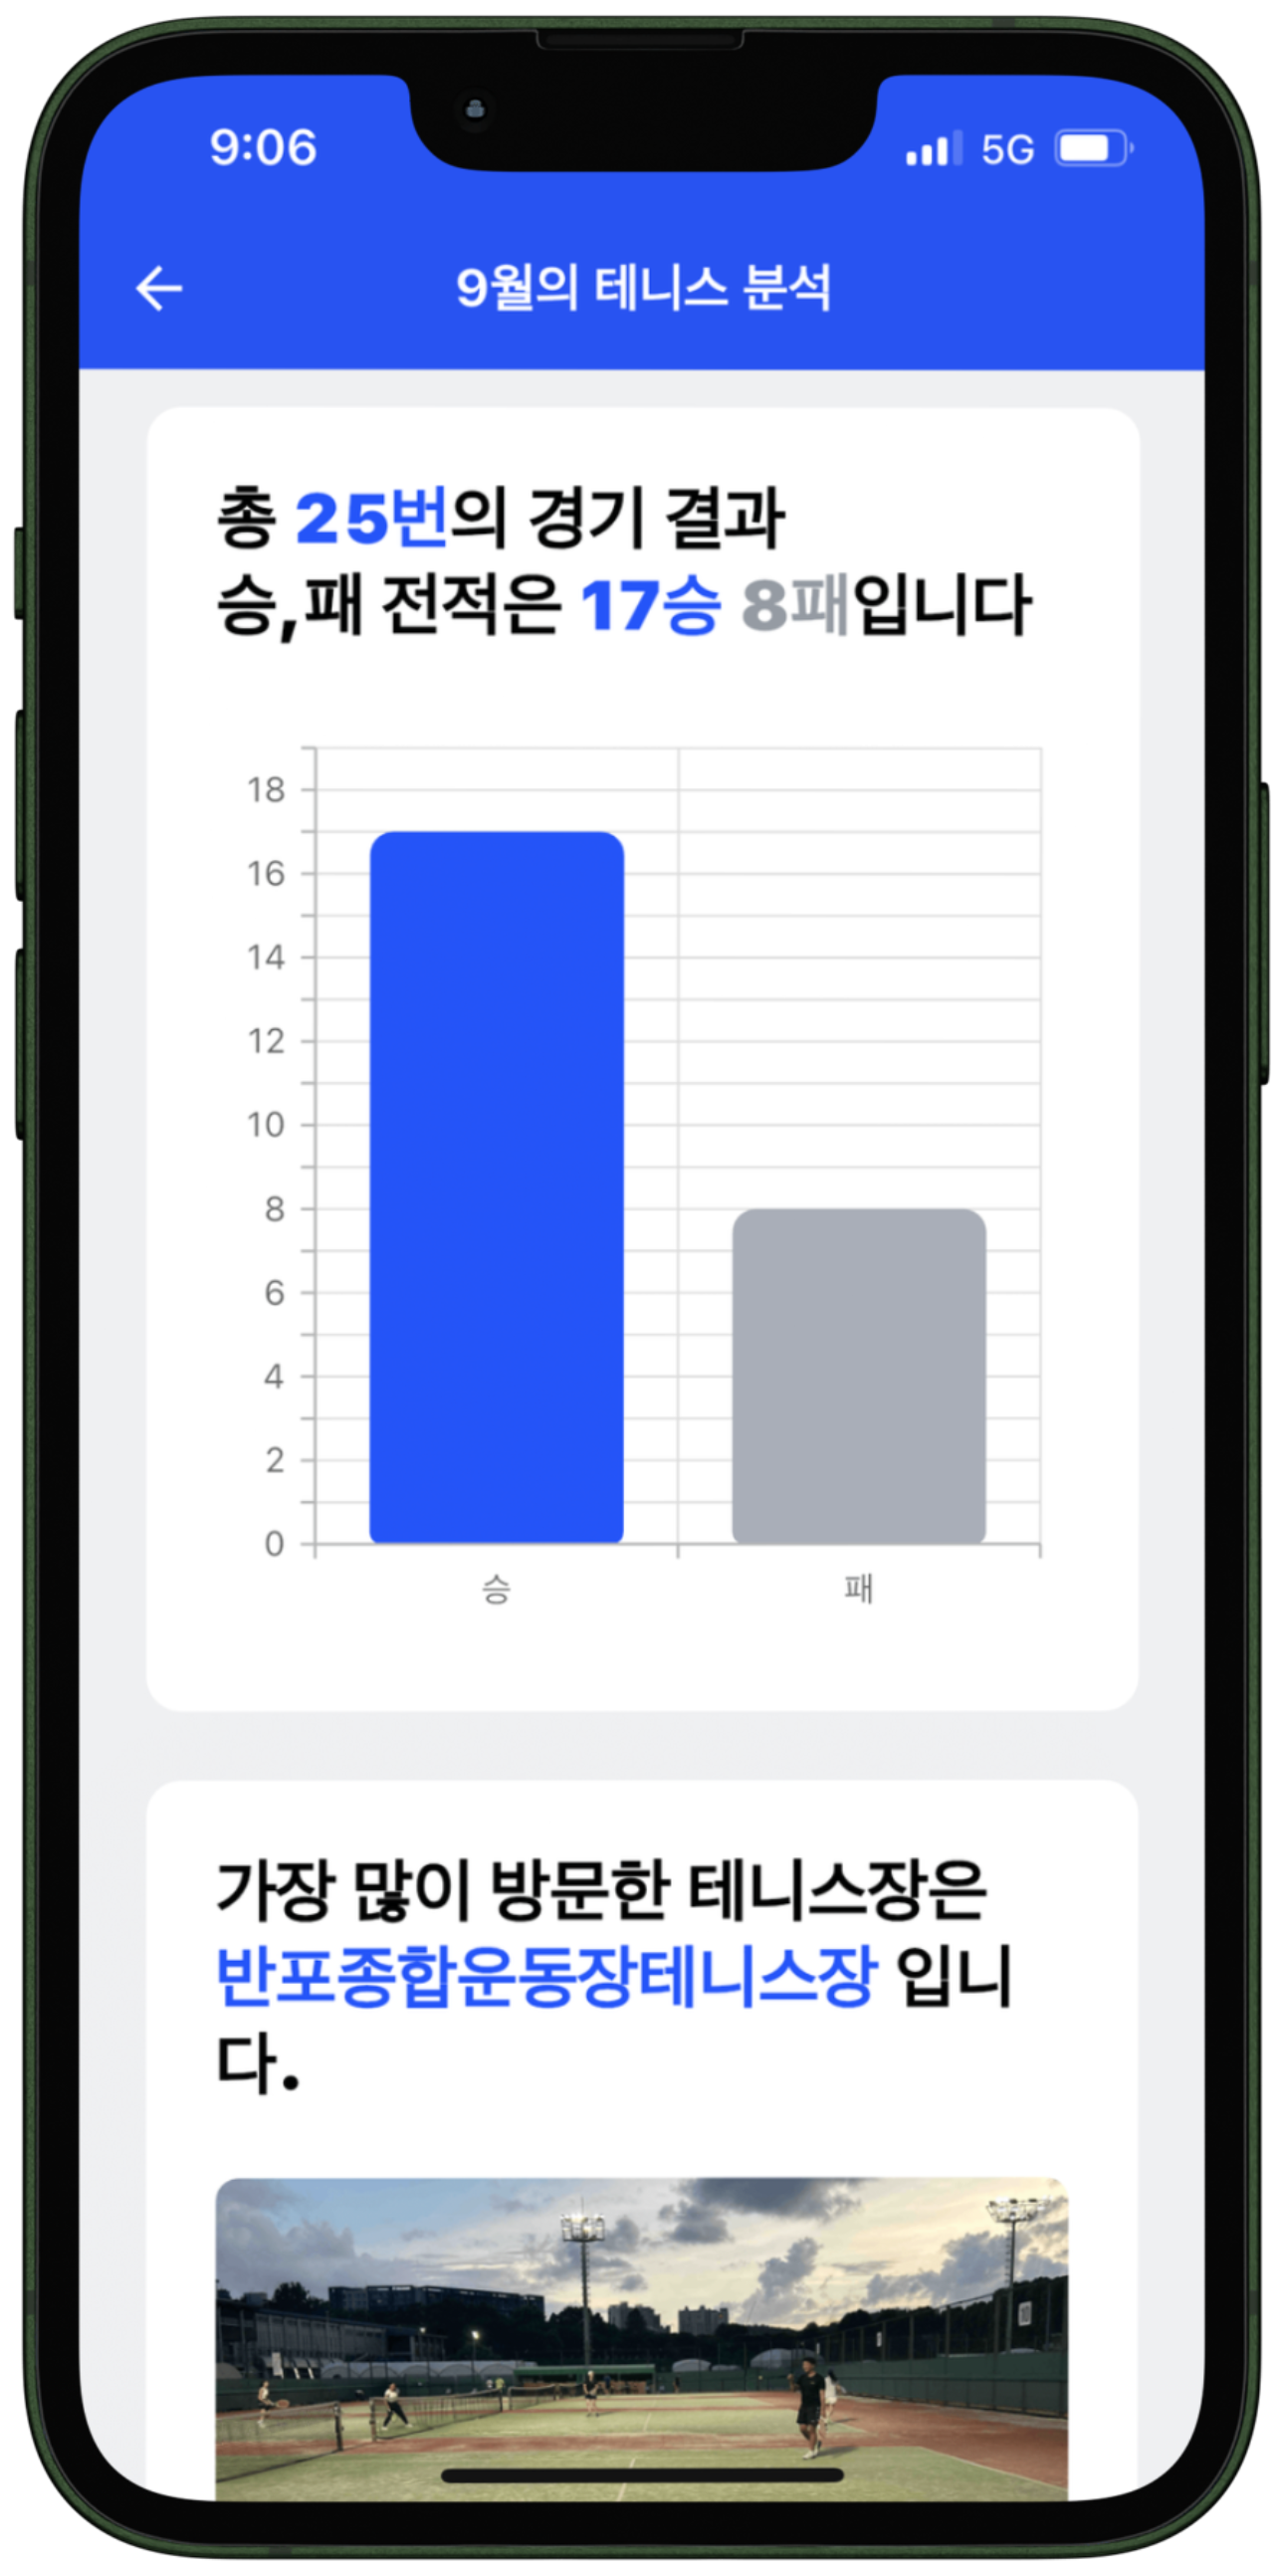 9:06
5G
9월의 테니스 분석
총 25번의 경기 결과
승,패 전적은 17승 8패입니다
18
16
14
12
10
8
6
4
2
0
승
패
가장 많이 방문한 테니스장은
반포종합운동장테니스장 입니
다.